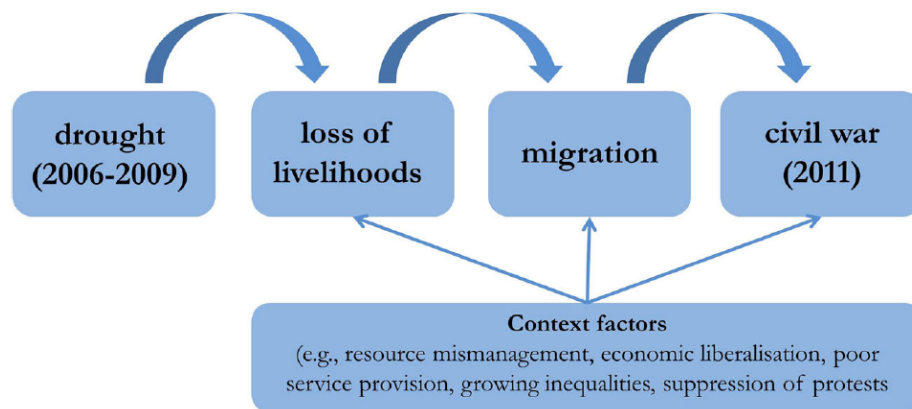 drought
(2006-2009)
loss of
livelihoods
migration
civil war
(2011)
Context factors
(e.g., resource mismanagement, economic liberalisation, poor
service provision, growing inequalities, suppression of protests